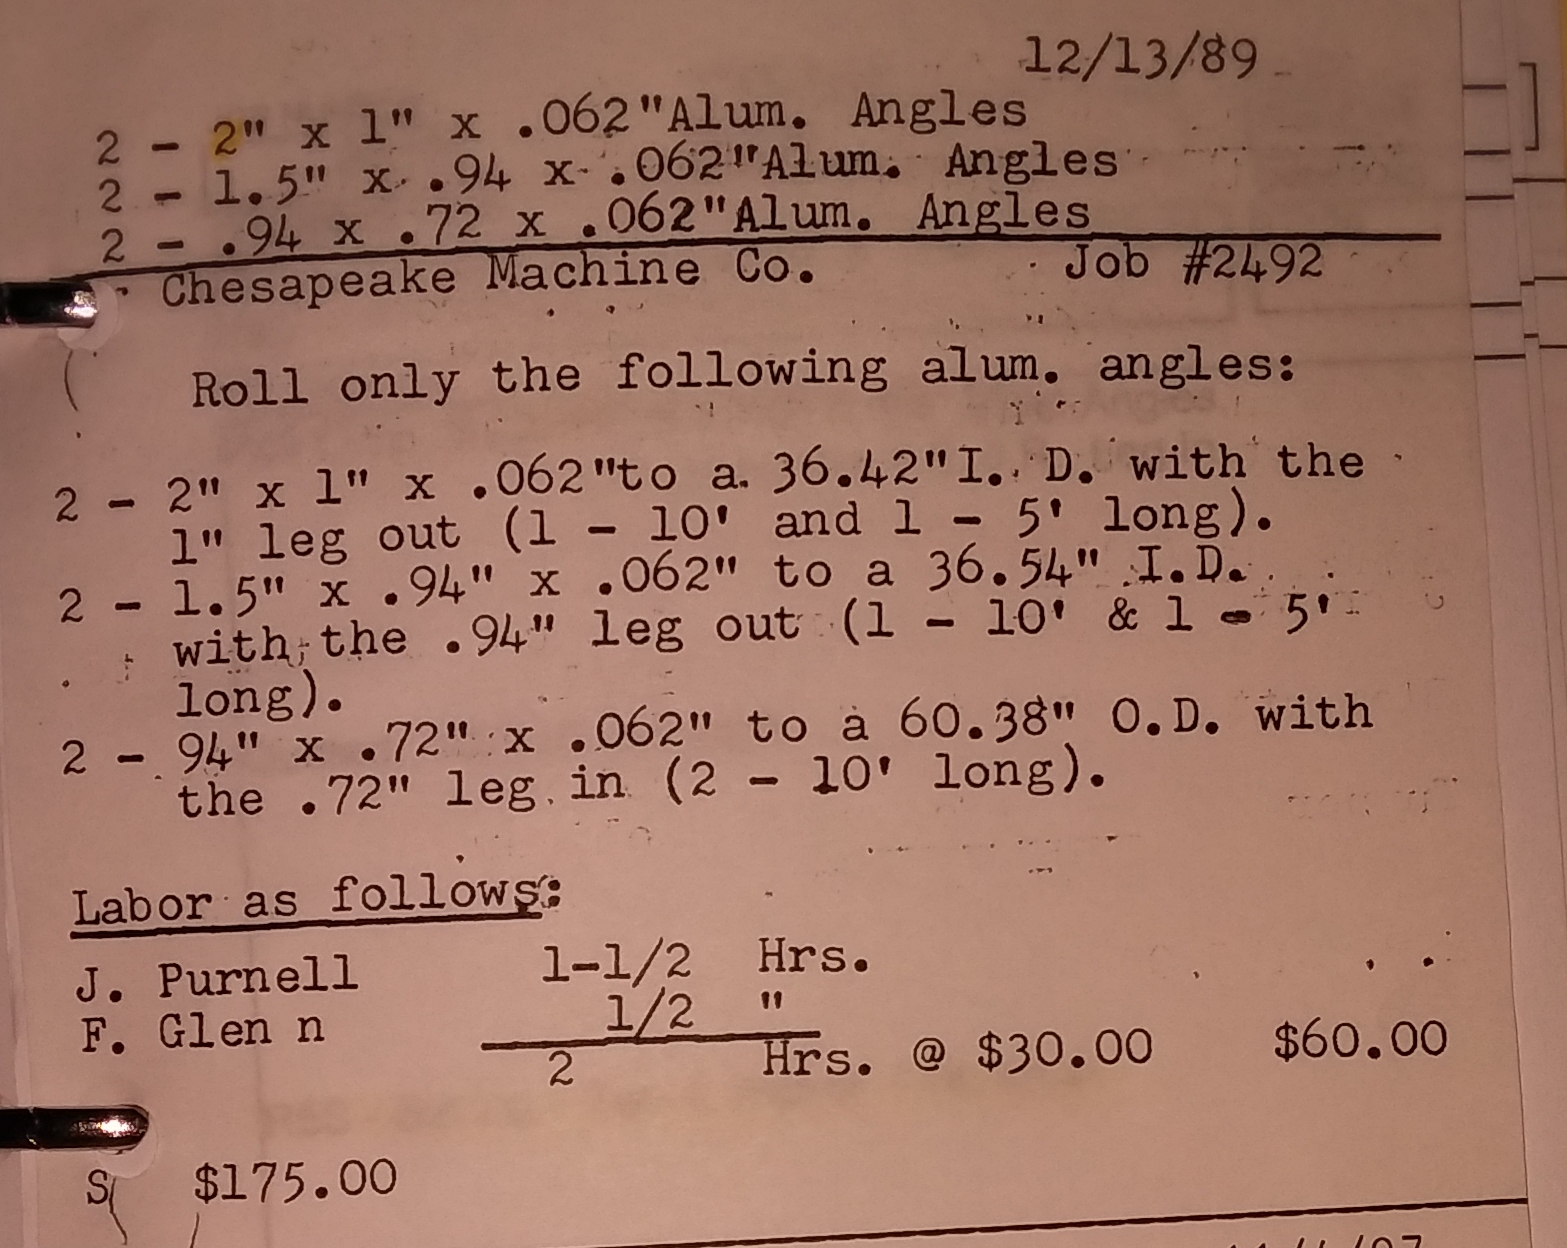 12/13/89
2 - 2" x 1" x .062"Alum. Angles
2 - 1.5" x .94 x .062"Alum. Angles
2 - .94 x .72 x .062"Alum. Angles
Chesapeake Machine Co. Job #2492
Roll only the following alum. angles:
2 - 2" x 1" x .062"to a 36.42"I. D. with the
1" leg out (1 - 10' and 1 - 5' long).
2 - 1.5" x .94" x .062" to a 36.54" I.D.
with the .94" leg out (1 - 10' & 1 - 5'
long).
2 - 94" x .72" x .062" to a 60.38" O.D. with
the .72" leg in (2 - 10' long).
Labor as follows:
J. Purnell 1-1/2 Hrs.
F. Glen n 1/2 "
2 Hrs. @ $30.00 $60.00
S $175.00